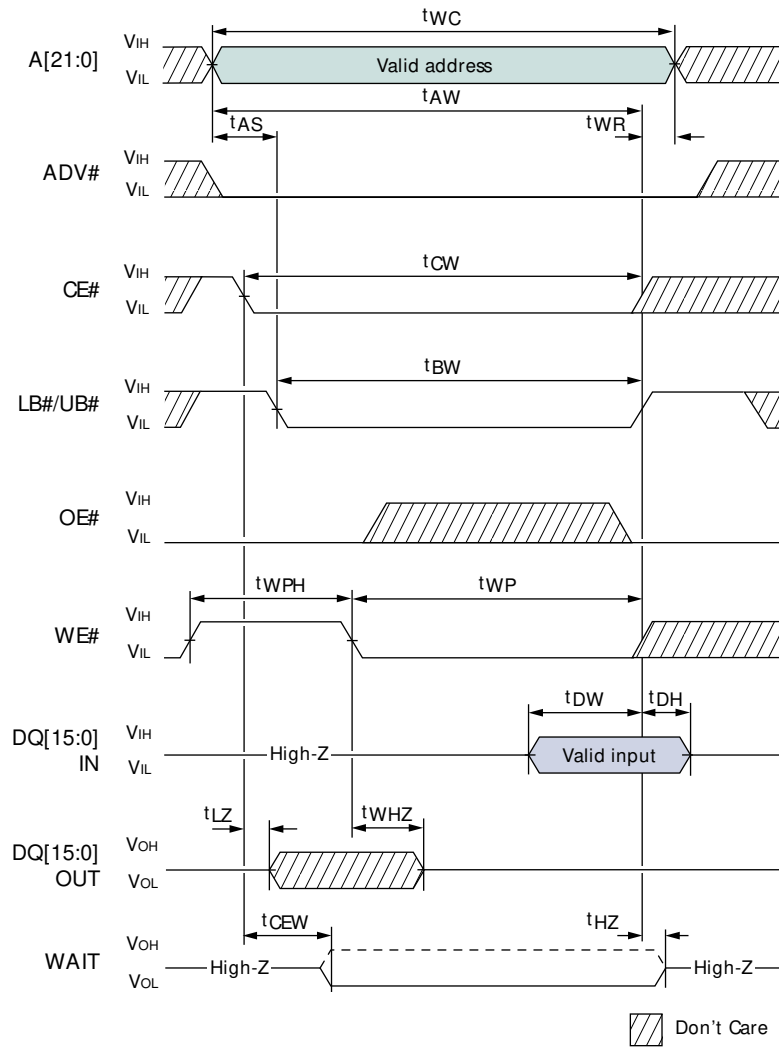 tWC
VIH
A[21:0]
Valid address
VIL
tAW
tAS
tWR
VIH
ADV#
VIL
tCW
VIH
CE#
VIL
tBW
VIH
LB#/UB#
VIL
VIH
OE#
VIL
tWPH
tWP
VIH
WE#
VIL
tDW
tDH
DQ[15:0]
IN
VIH
VIL
High-Z
Valid input
tLZ
tWHZ
DQ[15:0]
OUT
VOH
VOL
tCEW
tHZ
WAIT
VOH
VOL
High-Z
High-Z
Don't Care